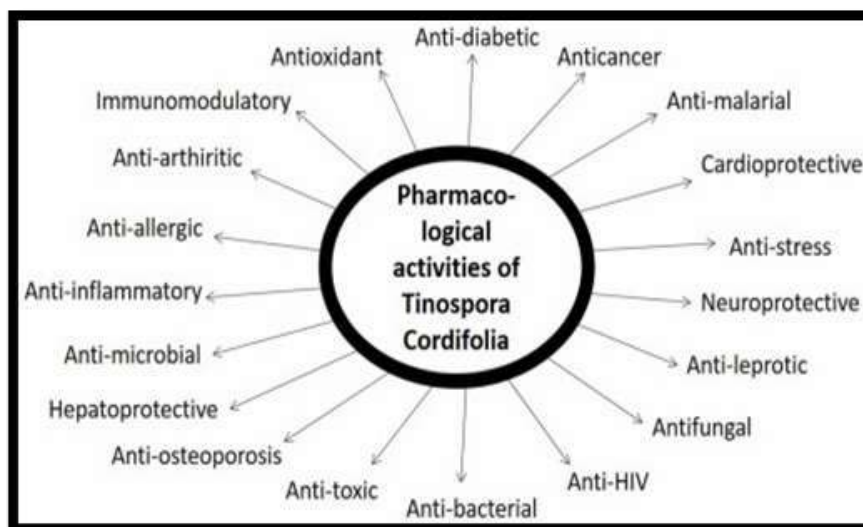 Anti-diabetic
Antioxidant
Anticancer
Immunomodulatory
Anti-malarial
Anti-arthiritic
Cardioprotective
Anti-allergic
Anti-stress
Anti-inflammatory
Neuroprotective
Anti-microbial
Anti-leprotic
Hepatoprotective
Antifungal
Anti-osteoporosis
Anti-toxic
Anti-HIV
Anti-bacterial
Pharmaco-
logical
activities of
Tinospora
Cordifolia